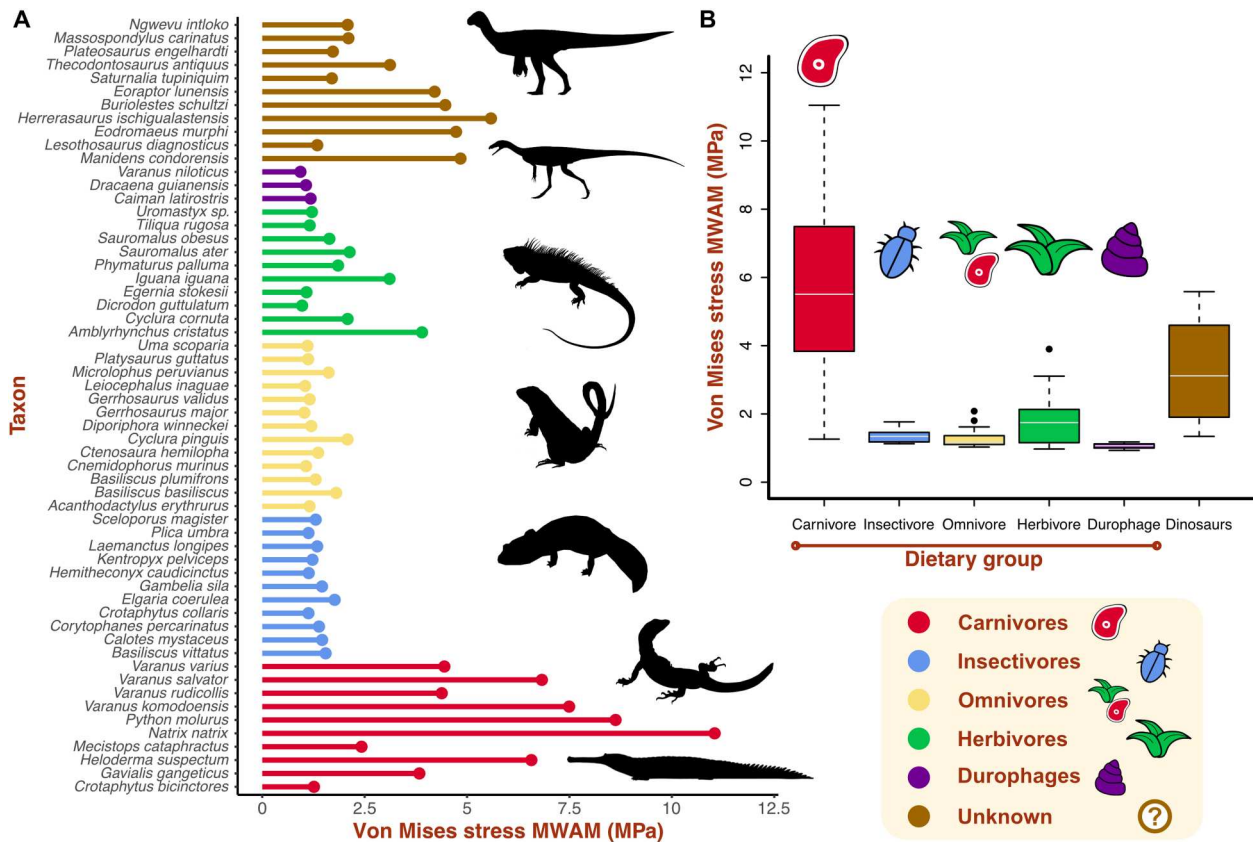 A
Ngwevu intloko
Massospondylus carinatus
Plateosaurus engelhardti
Thecodontosaurus antiquus
Saturnalia tupiniquim
Eoraptor lunensis
Buriolestes schultzi
Herrerasaurus ischigualastensis
Eodromaeus murphi
Lesothosaurus diagnosticus
Manidens condorensis
Varanus niloticus
Dracaena guianensis
Caiman latirostris
Uromastyx sp.
Tiliqua rugosa
Sauromalus obesus
Sauromalus ater
Phymaturus palluma
Iguana iguana
Egernia stokesii
Dicrodon guttulatum
Cyclura cornuta
Amblyrhynchus cristatus
Uma scoparia
Platysaurus guttatus
Microlophus peruvianus
Leiocephalus inaguae
Gerrhosaurus validus
Gerrhosaurus major
Diporiphora winneckei
Cyclura pinguis
Ctenosaura hemilopha
Cnemidophorus murinus
Basiliscus plumifrons
Basiliscus basiliscus
Acanthodactylus erythrurus
Sceloporus magister
Plica umbra
Laemanctus longipes
Kentropyx pelviceps
Hemitheconyx caudicinctus
Gambelia sila
Elgaria coerulea
Crotaphytus collaris
Corytophanes percarinatus
Calotes mystaceus
Basiliscus vittatus
Varanus varius
Varanus salvator
Varanus rudicollis
Varanus komodoensis
Python molurus
Natrix natrix
Mecistops cataphractus
Heloderma suspectum
Gavialis gangeticus
Crotaphytus bicinctores
Taxon
0 2.5 5 7.5 10 12.5
Von Mises stress MWAM (MPa)
B
Von Mises stress MWAM (MPa)
12
10
8
6
4
2
0
Carnivore Insectivore Omnivore Herbivore Durophage Dinosaurs
Dietary group
Carnivores
Insectivores
Omnivores
Herbivores
Durophages
Unknown ?